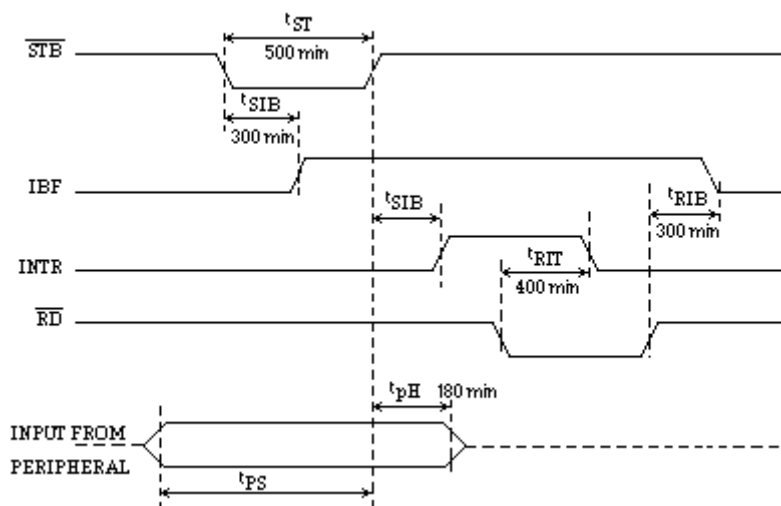 tST
STB
500 min
tSIB
300 min
IBF
tSIB
tRIB
300 min
INTR
tRIT
400 min
RD
tpH 180 min
INPUT FROM
PERIPHERAL
tPS